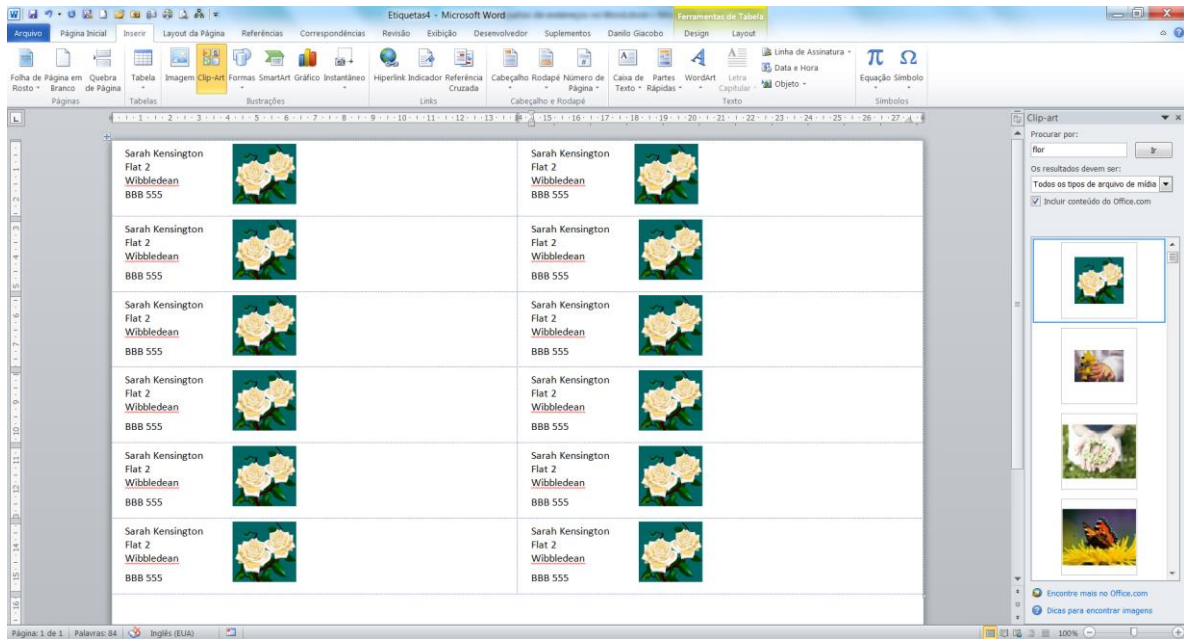 Etiquetas4 - Microsoft Word
Ferramentas de Tabela
Arquivo Página Inicial Inserir Layout da Página Referências Correspondências Revisão Exibição Desenvolvedor Suplementos Danilo Giacobo Design Layout
Folha de Rosto
Página em Branco
Quebra de Página
Páginas
Tabela
Tabelas
Imagem
Clip-Art
Formas
SmartArt
Gráfico
Instantâneo
Ilustrações
Hiperlink
Indicador
Referência Cruzada
Links
Cabeçalho
Rodapé
Número de Página
Cabeçalho e Rodapé
Caixa de Texto
Partes Rápidas
WordArt
Letra Capitular
Linha de Assinatura
Data e Hora
Objeto
Texto
Equação
Símbolo
Símbolos
Sarah Kensington
Flat 2
Wibbledean
BBB 555
Sarah Kensington
Flat 2
Wibbledean
BBB 555
Sarah Kensington
Flat 2
Wibbledean
BBB 555
Sarah Kensington
Flat 2
Wibbledean
BBB 555
Sarah Kensington
Flat 2
Wibbledean
BBB 555
Sarah Kensington
Flat 2
Wibbledean
BBB 555
Sarah Kensington
Flat 2
Wibbledean
BBB 555
Sarah Kensington
Flat 2
Wibbledean
BBB 555
Sarah Kensington
Flat 2
Wibbledean
BBB 555
Sarah Kensington
Flat 2
Wibbledean
BBB 555
Sarah Kensington
Flat 2
Wibbledean
BBB 555
Sarah Kensington
Flat 2
Wibbledean
BBB 555
Clip-art
Procurar por:
flor
Ir
Os resultados devem ser:
Todos os tipos de arquivo de mídia
Incluir conteúdo do Office.com
Encontre mais no Office.com
Dicas para encontrar imagens
Página: 1 de 1 Palavras: 84 Inglês (EUA) 100%